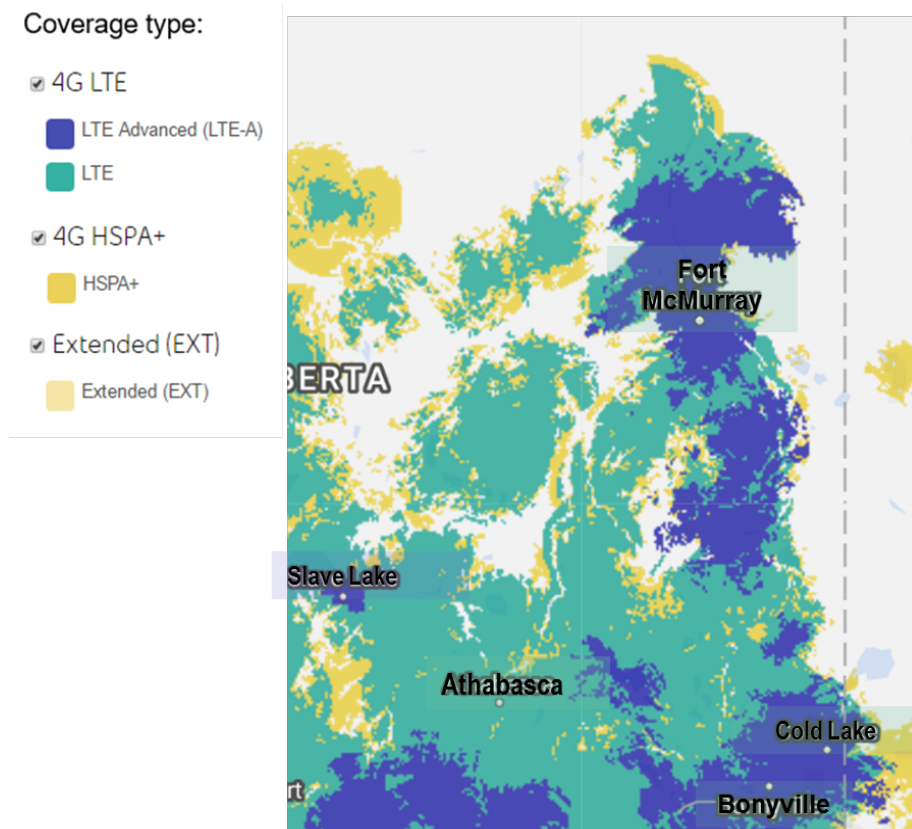 Coverage type:
4G LTE
LTE Advanced (LTE-A)
LTE
4G HSPA+
HSPA+
Extended (EXT)
Extended (EXT)
Fort
McMurray
BERTA
Slave Lake
Athabasca
Cold Lake
rt
Bonyville